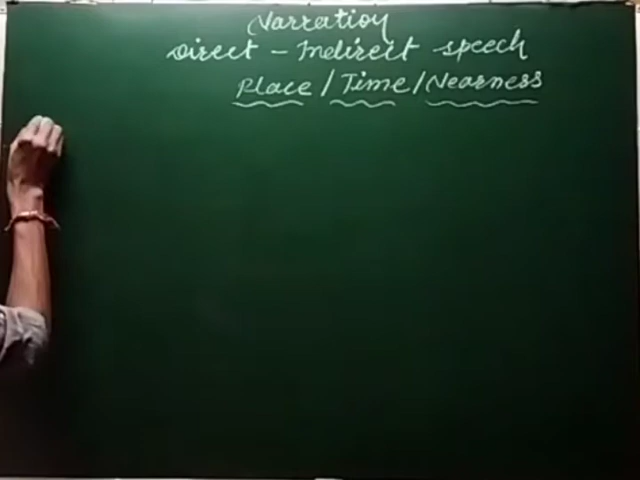 Narration
Direct - Indirect speech
Place / Time / Nearness